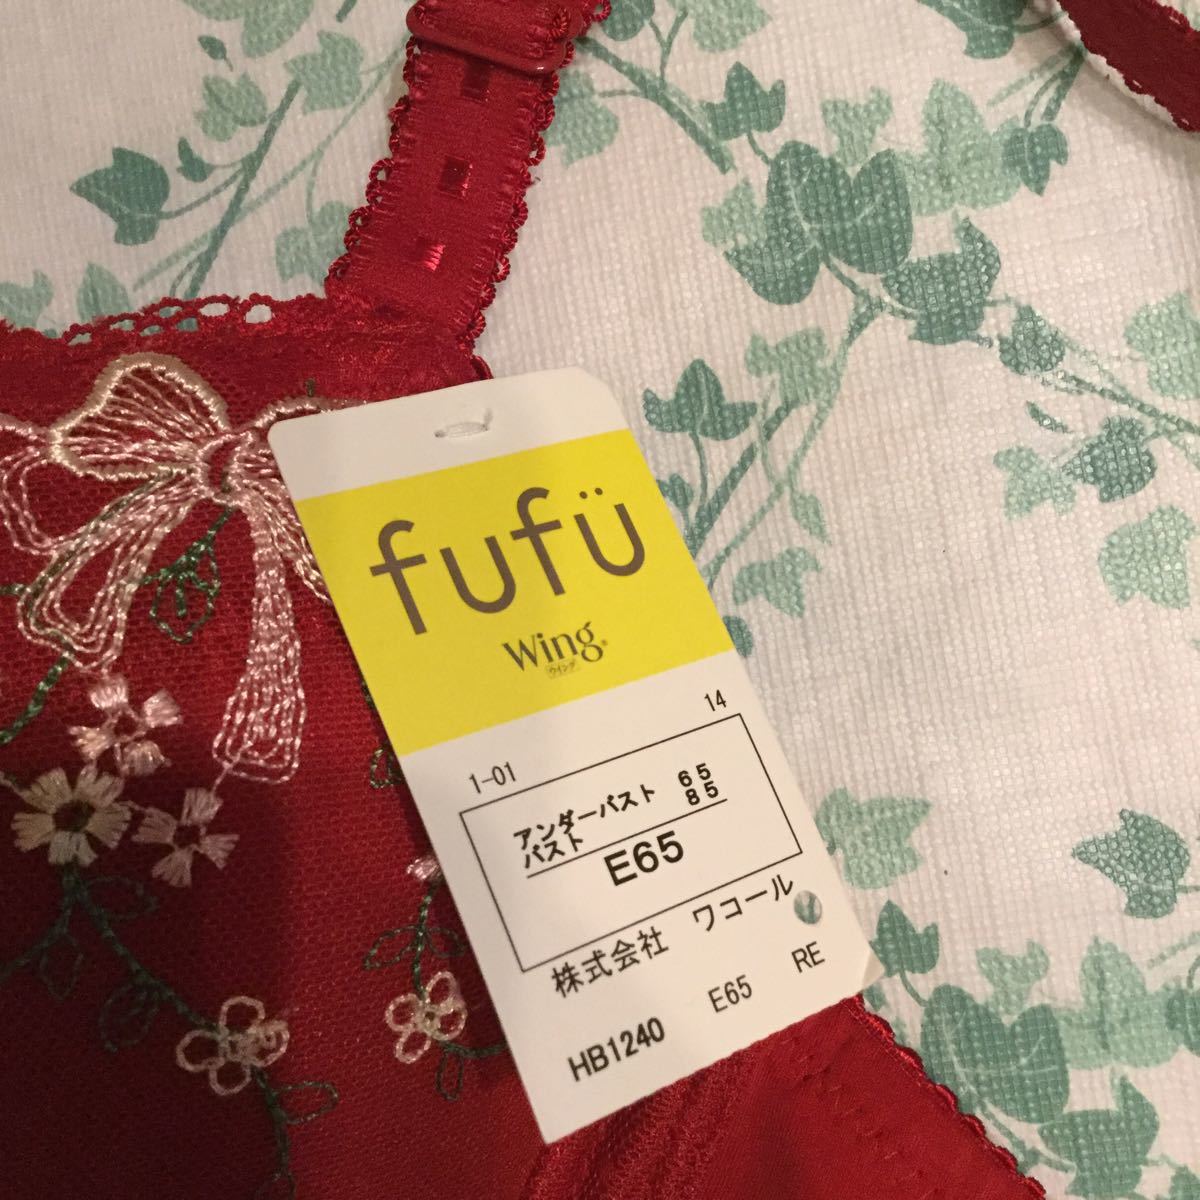 fufü
Wing®
ウイング
1-01 14
アンダーバスト 65
バスト 85
E65
株式会社 ワコール
HB1240 E65 RE